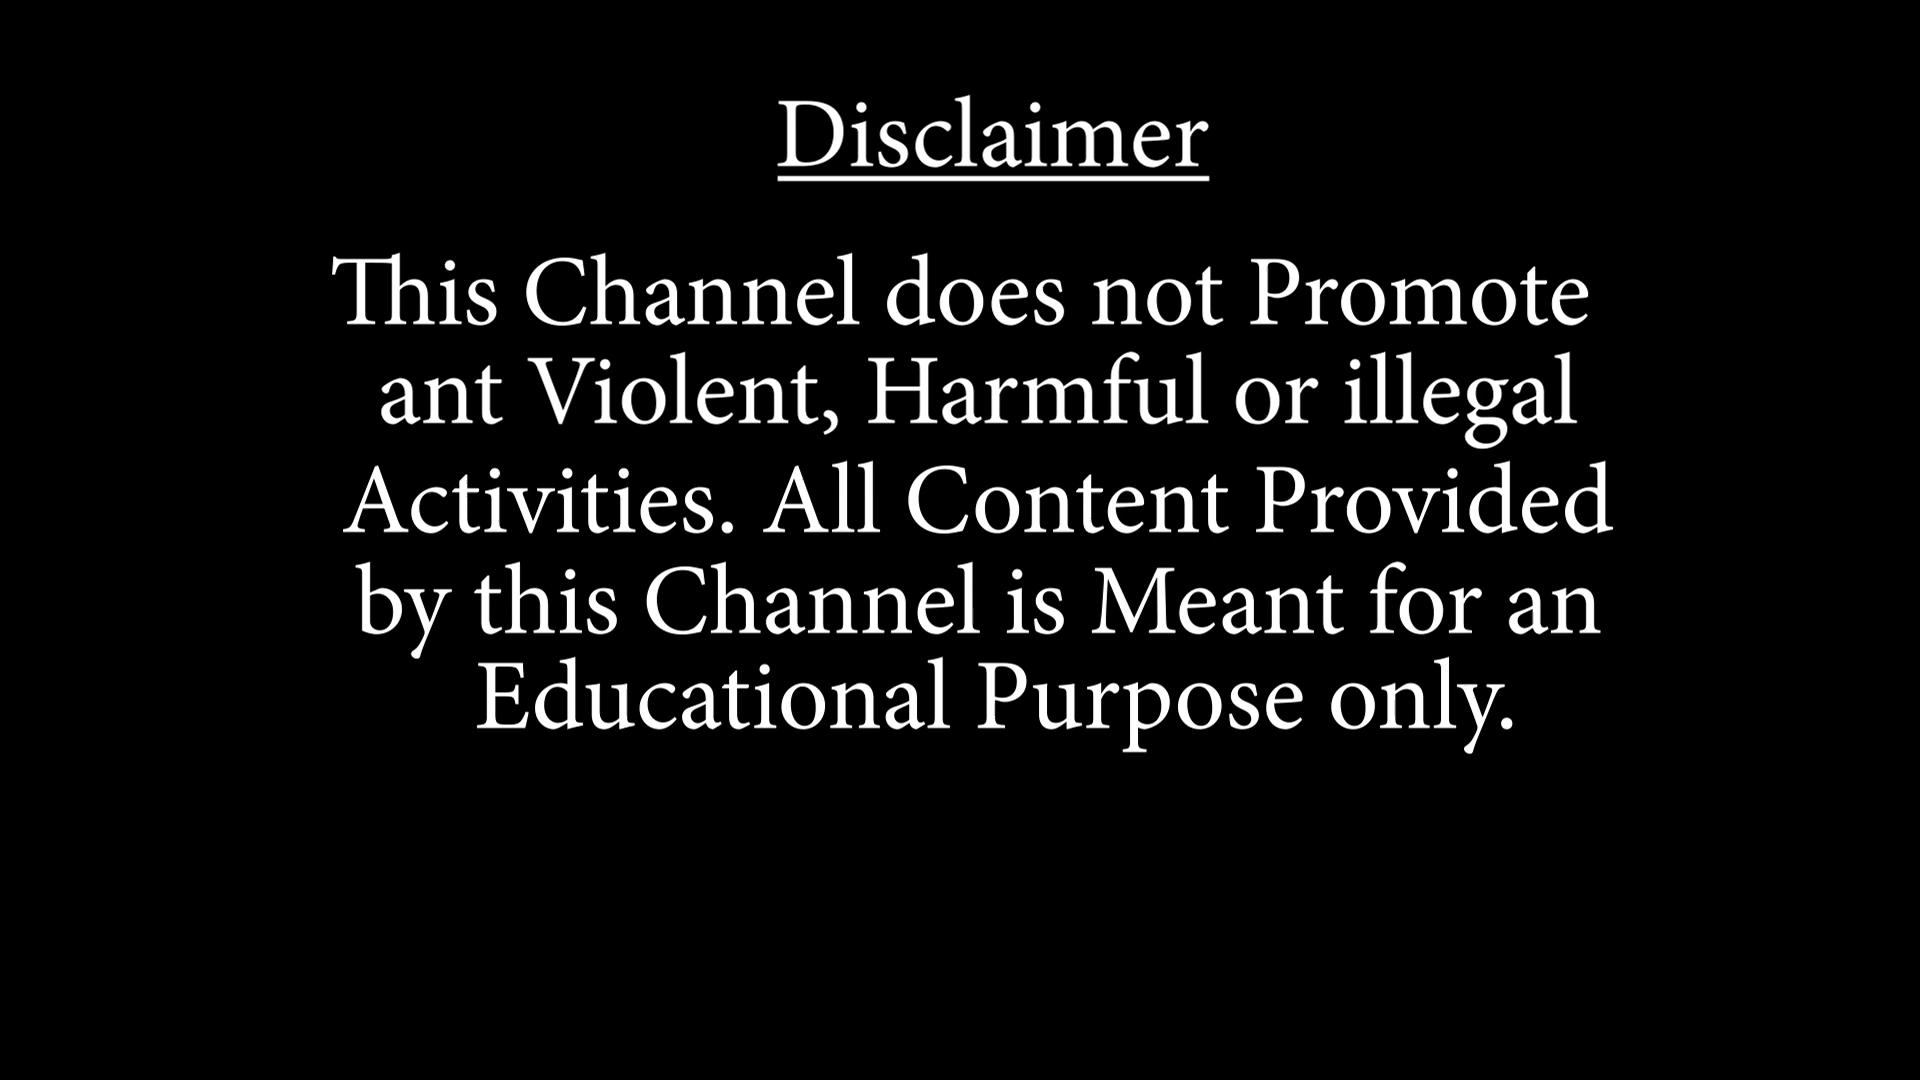 Disclaimer
This Channel does not Promote
ant Violent, Harmful or illegal
Activities. All Content Provided
by this Channel is Meant for an
Educational Purpose only.